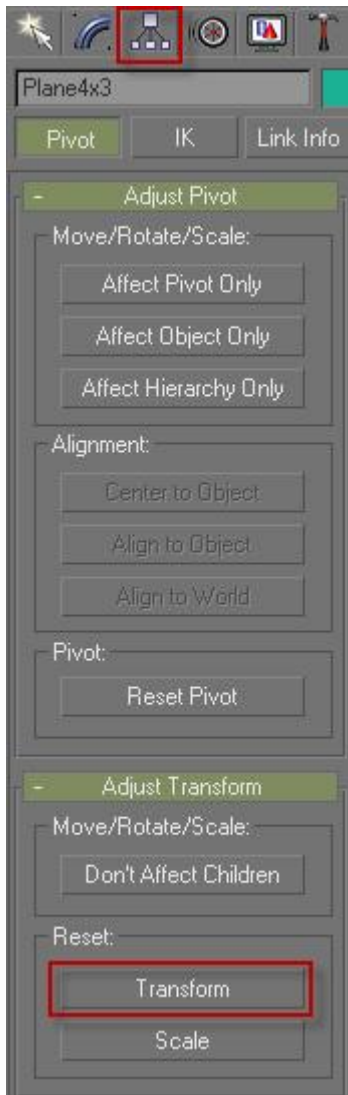 Plane4x3
Pivot IK Link Info
- Adjust Pivot
Move/Rotate/Scale:
Affect Pivot Only
Affect Object Only
Affect Hierarchy Only
Alignment:
Center to Object
Align to Object
Align to World
Pivot:
Reset Pivot
- Adjust Transform
Move/Rotate/Scale:
Don't Affect Children
Reset:
Transform
Scale